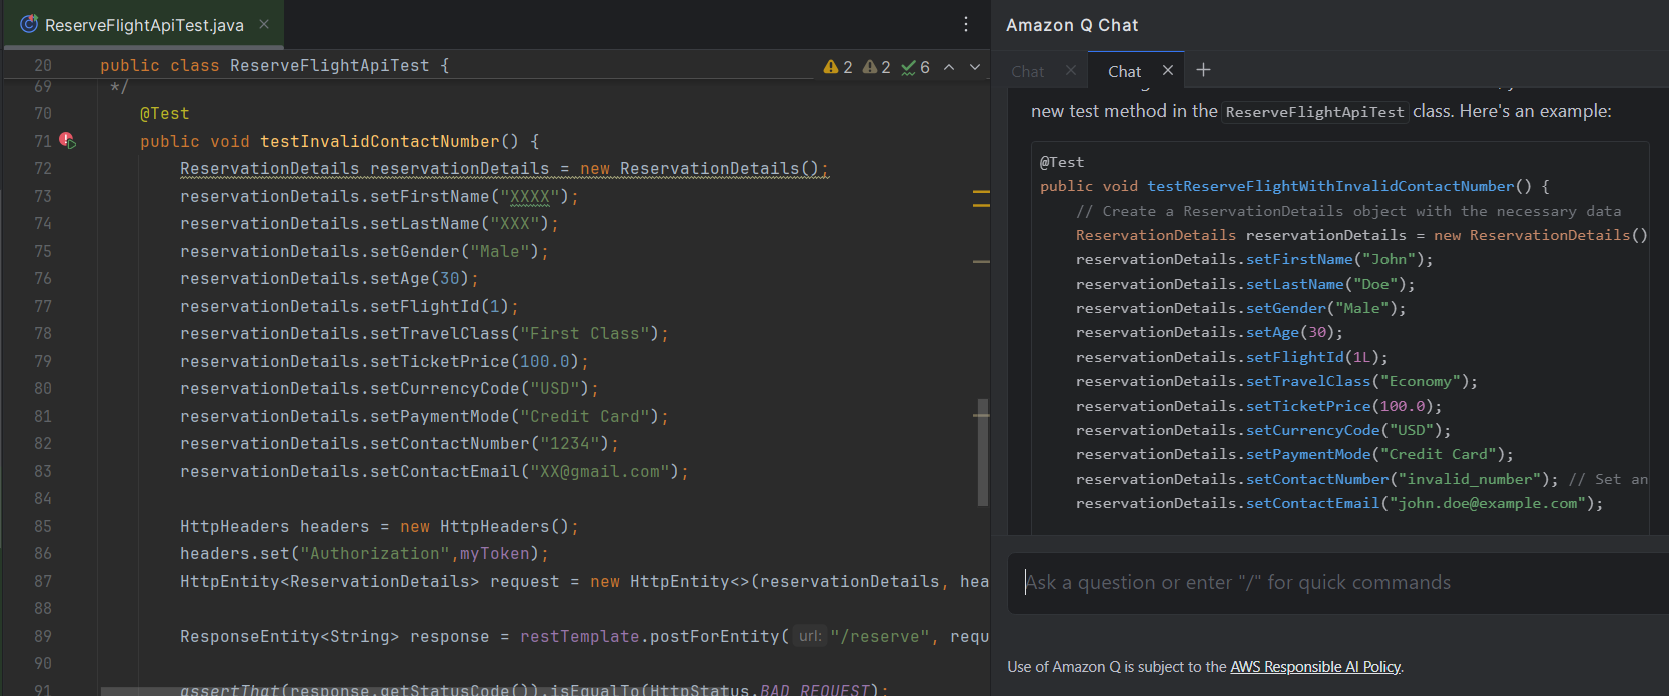 ReserveFlightApiTest.java
20 public class ReserveFlightApiTest {
2 2 6
69 */
70 @Test
71 public void testInvalidContactNumber() {
72 ReservationDetails reservationDetails = new ReservationDetails();
73 reservationDetails.setFirstName("XXXX");
74 reservationDetails.setLastName("XXX");
75 reservationDetails.setGender("Male");
76 reservationDetails.setAge(30);
77 reservationDetails.setFlightId(1);
78 reservationDetails.setTravelClass("First Class");
79 reservationDetails.setTicketPrice(100.0);
80 reservationDetails.setCurrencyCode("USD");
81 reservationDetails.setPaymentMode("Credit Card");
82 reservationDetails.setContactNumber("1234");
83 reservationDetails.setContactEmail("XX@gmail.com");
84
85 HttpHeaders headers = new HttpHeaders();
86 headers.set("Authorization",myToken);
87 HttpEntity<ReservationDetails> request = new HttpEntity<>(reservationDetails, hea
88
89 ResponseEntity<String> response = restTemplate.postForEntity( url: "/reserve", requ
90
91 assertThat(response.getStatusCode()).isEqualTo(HttpStatus.BAD_REQUEST);
Amazon Q Chat
Chat
Chat
new test method in the ReserveFlightApiTest class. Here's an example:
@Test
public void testReserveFlightWithInvalidContactNumber() {
// Create a ReservationDetails object with the necessary data
ReservationDetails reservationDetails = new ReservationDetails()
reservationDetails.setFirstName("John");
reservationDetails.setLastName("Doe");
reservationDetails.setGender("Male");
reservationDetails.setAge(30);
reservationDetails.setFlightId(1L);
reservationDetails.setTravelClass("Economy");
reservationDetails.setTicketPrice(100.0);
reservationDetails.setCurrencyCode("USD");
reservationDetails.setPaymentMode("Credit Card");
reservationDetails.setContactNumber("invalid_number"); // Set an
reservationDetails.setContactEmail("john.doe@example.com");
Ask a question or enter "/" for quick commands
Use of Amazon Q is subject to the AWS Responsible AI Policy.